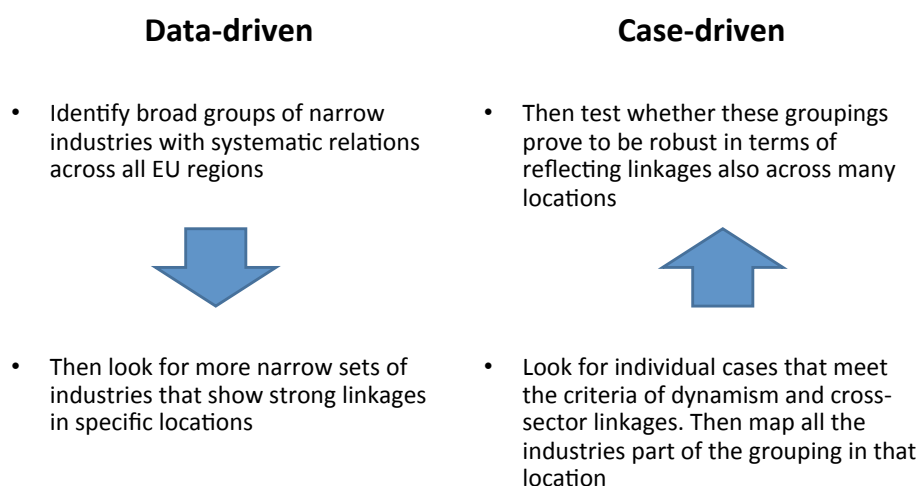 Data-driven
• Identify broad groups of narrow
industries with systematic relations
across all EU regions
• Then look for more narrow sets of
industries that show strong linkages
in specific locations
Case-driven
• Then test whether these groupings
prove to be robust in terms of
reflecting linkages also across many
locations
• Look for individual cases that meet
the criteria of dynamism and cross-
sector linkages. Then map all the
industries part of the grouping in that
location